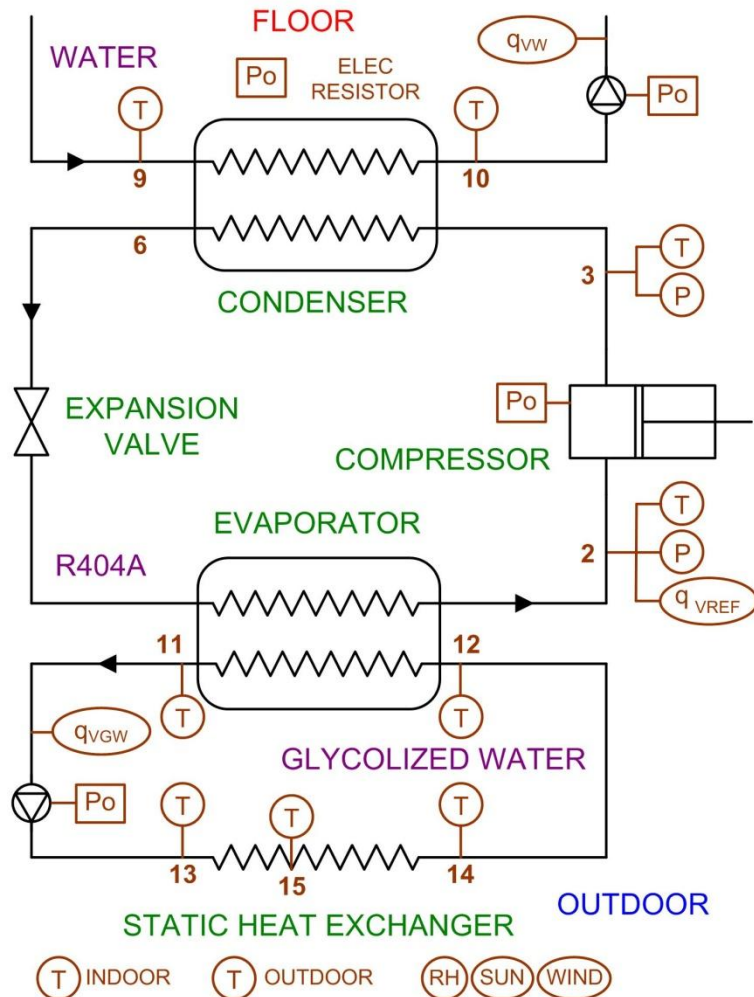 FLOOR
qVW
WATER
Po
ELEC
RESISTOR
T
T
Po
9
10
6
3
T
P
CONDENSER
Po
EXPANSION
VALVE
COMPRESSOR
EVAPORATOR
T
R404A
2
P
q VREF
11
12
T
T
qVGW
GLYCOLIZED WATER
Po
T
T
T
13
15
14
OUTDOOR
STATIC HEAT EXCHANGER
T INDOOR
T OUTDOOR
RH SUN WIND